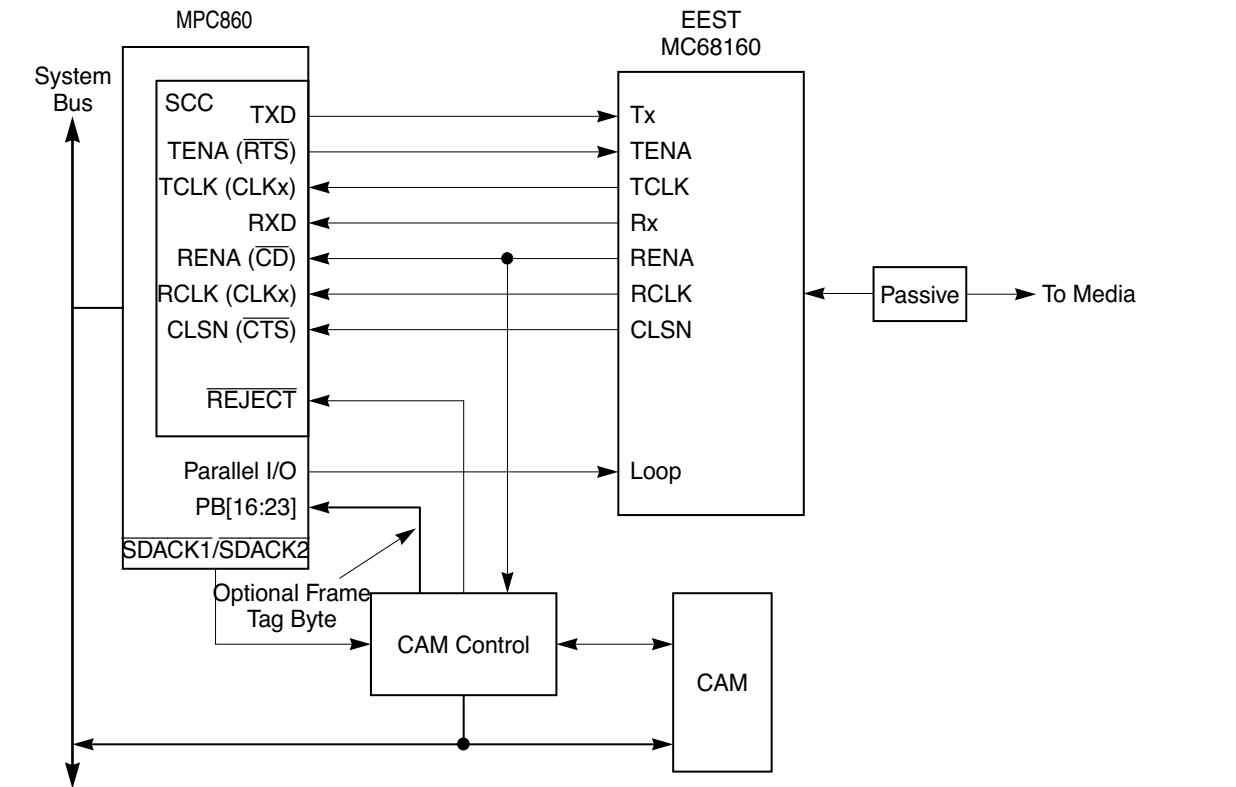 MPC860
EEST
MC68160
System
Bus
SCC
TXD
TENA (RTS)
TCLK (CLKx)
RXD
RENA (CD)
RCLK (CLKx)
CLSN (CTS)
REJECT
Parallel I/O
PB[16:23]
SDACK1/SDACK2
Tx
TENA
TCLK
Rx
RENA
RCLK
CLSN
Loop
Passive
To Media
Optional Frame
Tag Byte
CAM Control
CAM